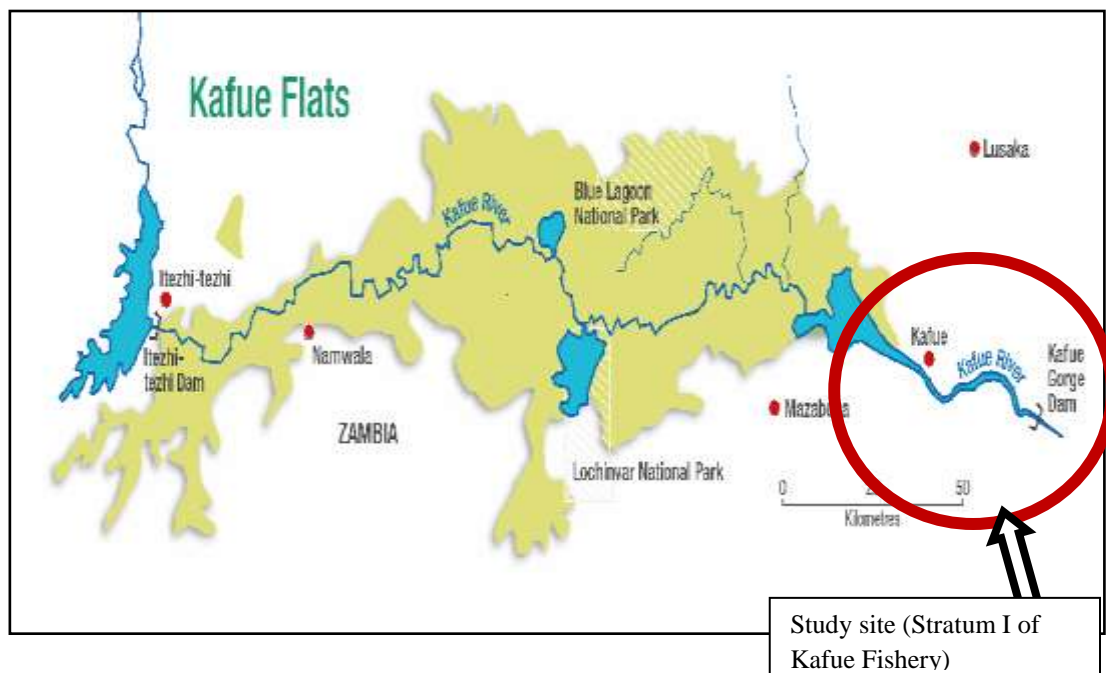 Kafue Flats
Lusaka
Blue Lagoon
National Park
Kafue River
Itezhi-tezhi
Itezhi-
tezhi Dam
Namwala
Kafue
Kafue River
Kafue
Gorge
Dam
Mazabuka
ZAMBIA
Lochinvar National Park
0
50
Kilometres
Study site (Stratum I of
Kafue Fishery)